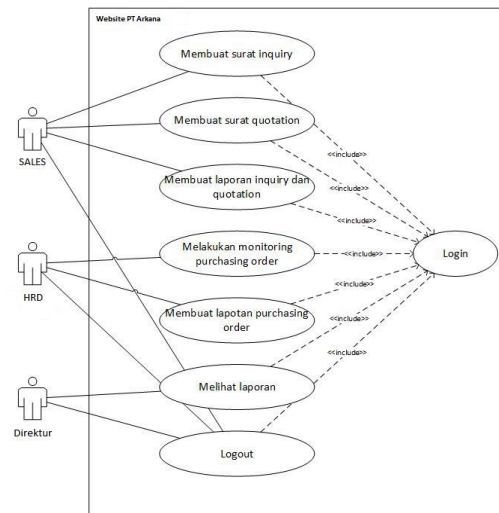 Website PT Arkana
Membuat surat inquiry
Membuat surat quotation
<<include>>
SALES
Membuat laporan inquiry dan
quotation
<<include>>
<<include>>
Melakukan monitoring
purchasing order
<<include>>
Login
HRD
<<include>>
Membuat lapotan purchasing
order
<<include>>
<<include>>
Melihat laporan
Direktur
Logout